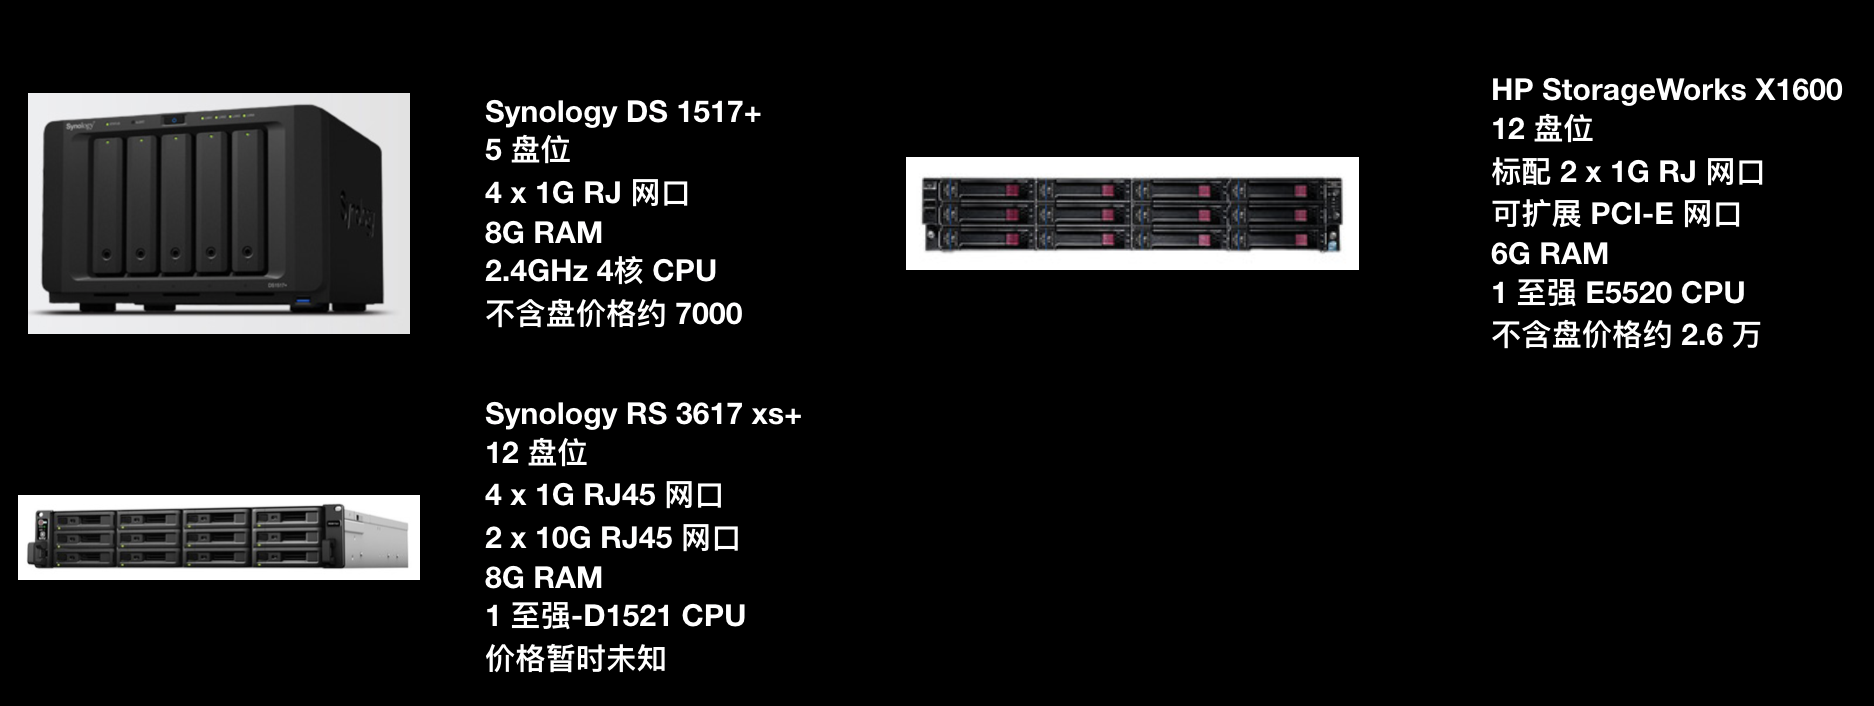 Synology DS 1517+
5 盘位
4 x 1G RJ 网口
8G RAM
2.4GHz 4核 CPU
不含盘价格约 7000
HP StorageWorks X1600
12 盘位
标配 2 x 1G RJ 网口
可扩展 PCI-E 网口
6G RAM
1 至强 E5520 CPU
不含盘价格约 2.6 万
Synology RS 3617 xs+
12 盘位
4 x 1G RJ45 网口
2 x 10G RJ45 网口
8G RAM
1 至强-D1521 CPU
价格暂时未知
Synology
Synology
DS1517+